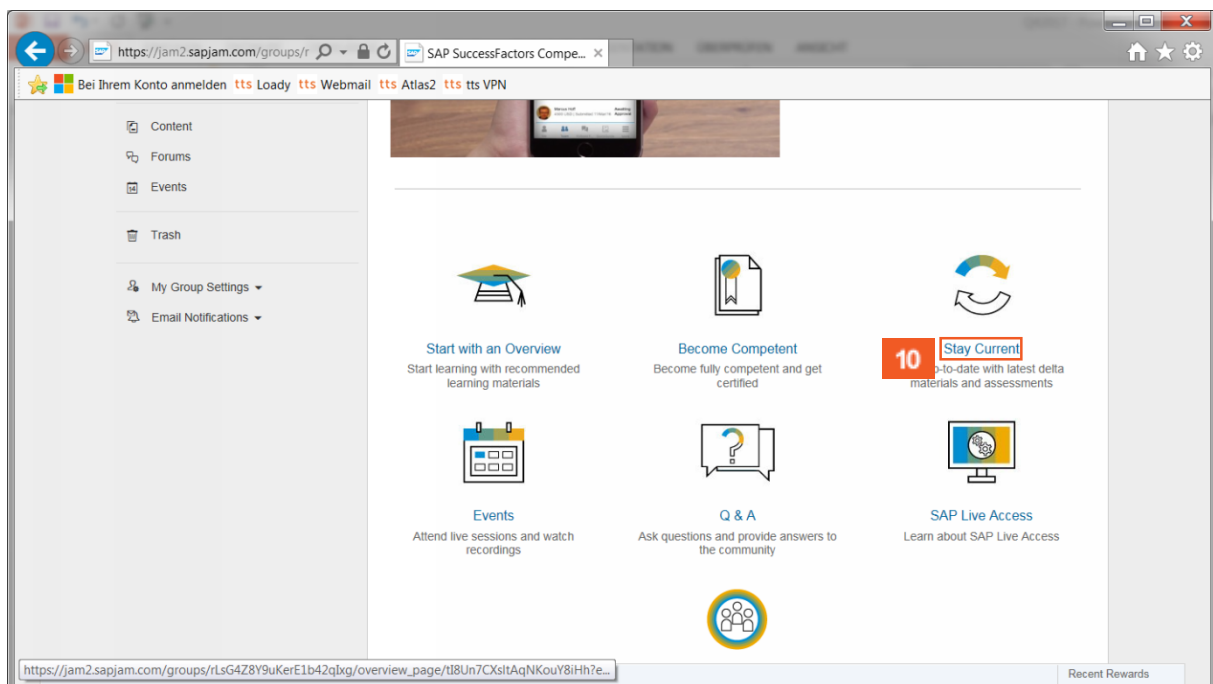 https://jam2.sapjam.com/groups/r
SAP SuccessFactors Compe...
Bei Ihrem Konto anmelden tts Loady tts Webmail tts Atlas2 tts tts VPN
Content
Forums
Events
Trash
My Group Settings
Email Notifications
Start with an Overview
Start learning with recommended
learning materials
Become Competent
Become fully competent and get
certified
10
Stay Current
-to-date with latest delta
materials and assessments
Events
Attend live sessions and watch
recordings
Q & A
Ask questions and provide answers to
the community
SAP Live Access
Learn about SAP Live Access
https://jam2.sapjam.com/groups/rLsG4Z8Y9uKerE1b42qIxg/overview_page/tI8Un7CXsItAqNKouY8iHh?e...
Recent Rewards